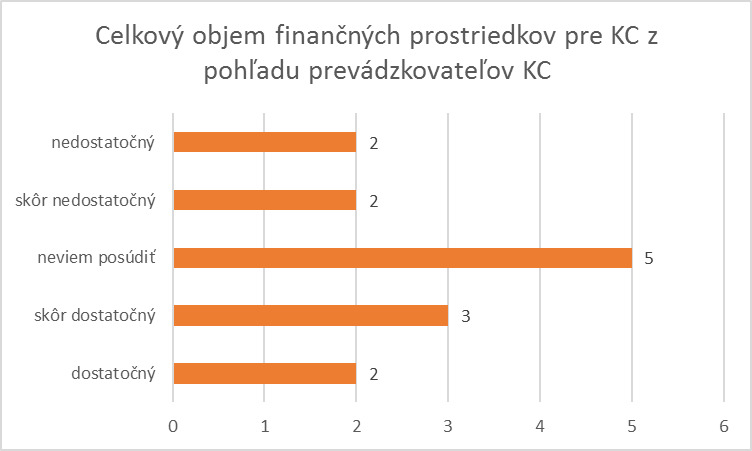 Celkový objem finančných prostriedkov pre KC z
pohľadu prevádzkovateľov KC
nedostatočný 2
skôr nedostatočný 2
neviem posúdiť 5
skôr dostatočný 3
dostatočný 2
0 1 2 3 4 5 6